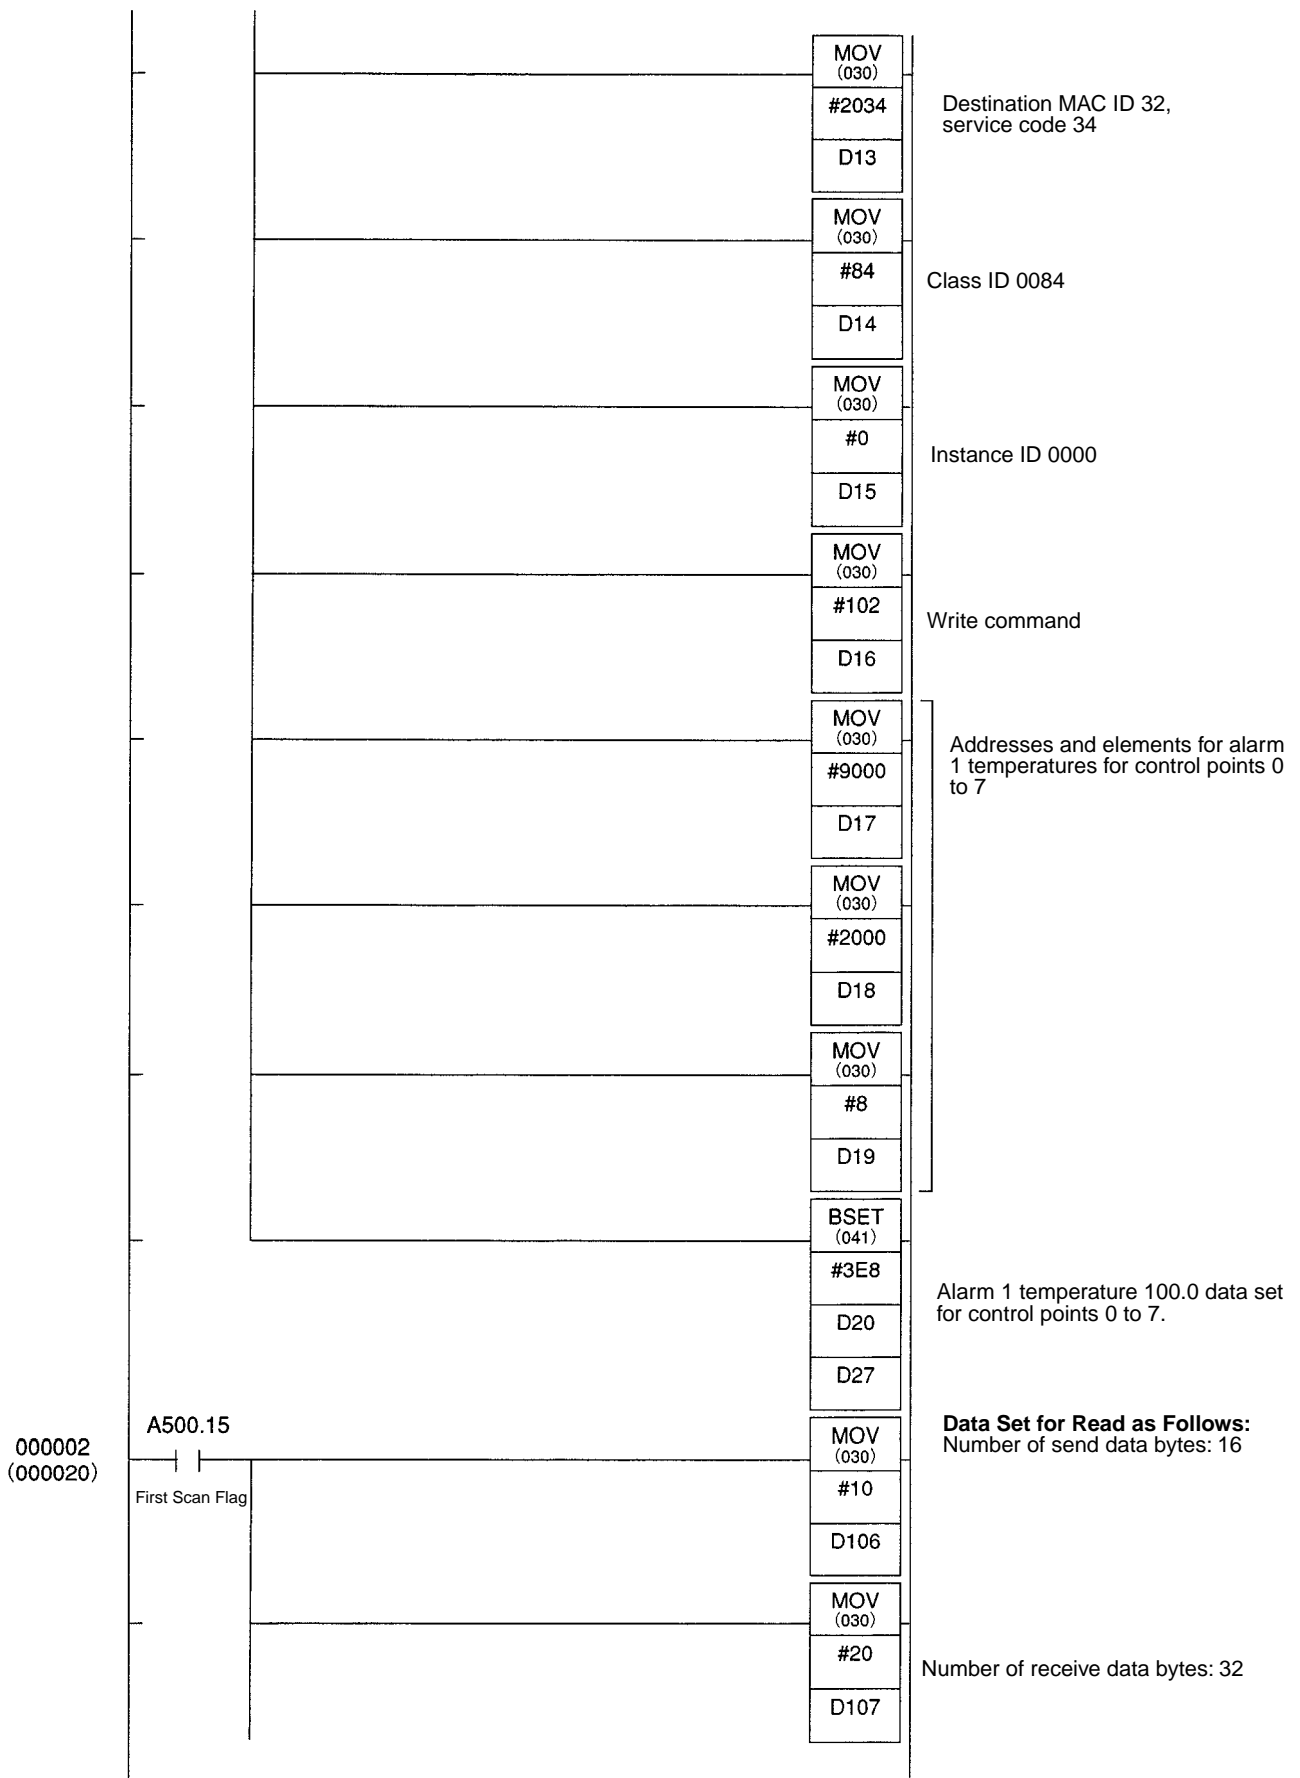 MOV
(030)
#2034
D13
Destination MAC ID 32,
service code 34
MOV
(030)
#84
D14
Class ID 0084
MOV
(030)
#0
D15
Instance ID 0000
MOV
(030)
#102
D16
Write command
MOV
(030)
#9000
D17
Addresses and elements for alarm
1 temperatures for control points 0
to 7
MOV
(030)
#2000
D18
MOV
(030)
#8
D19
BSET
(041)
#3E8
D20
D27
Alarm 1 temperature 100.0 data set
for control points 0 to 7.
000002
(000020)
A500.15
First Scan Flag
MOV
(030)
#10
D106
Data Set for Read as Follows:
Number of send data bytes: 16
MOV
(030)
#20
D107
Number of receive data bytes: 32